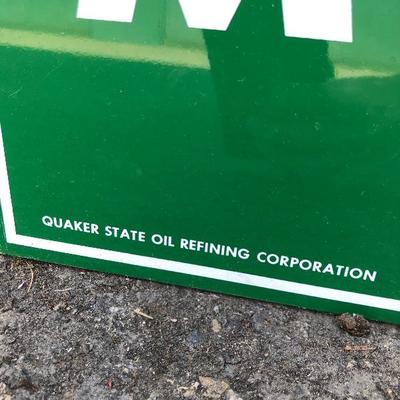 M
QUAKER STATE OIL REFINING CORPORATION